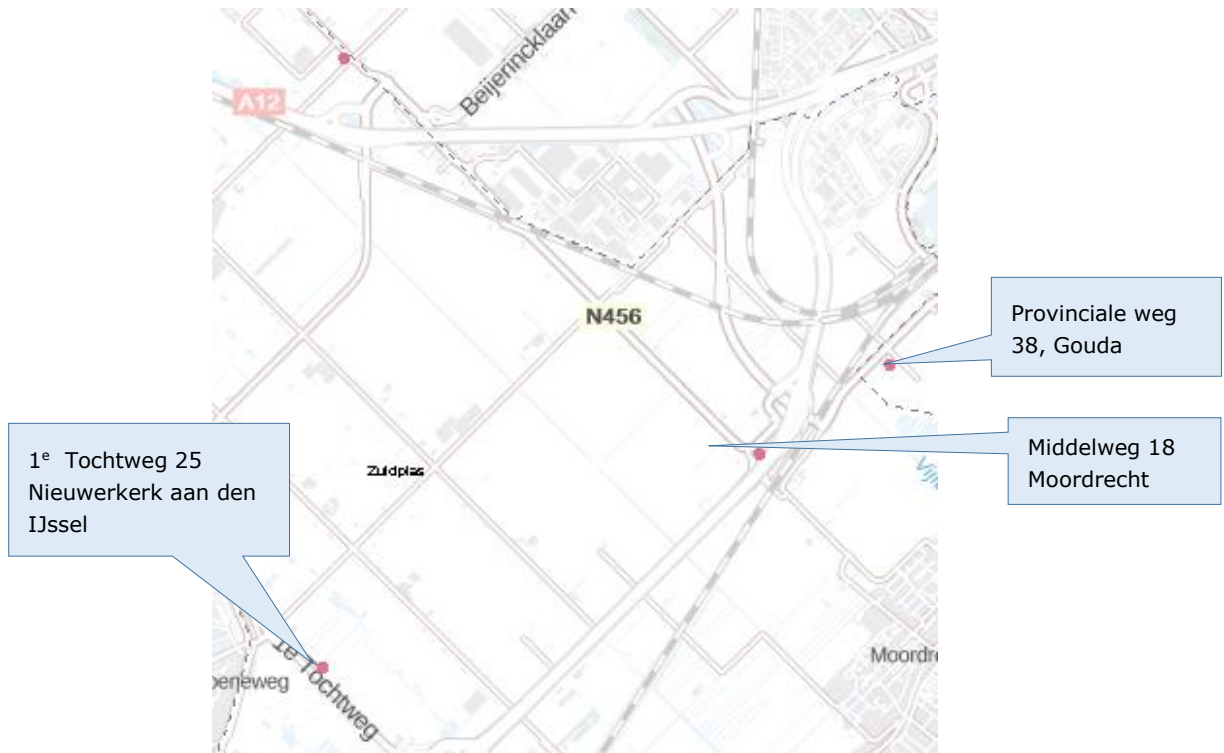 Beijerincklaan
A12
N456
Provinciale weg
38, Gouda
Middelweg 18
Moordrecht
1e Tochtweg 25
Nieuwerkerk aan den
IJssel
Zuidplas
Moordre
1e Tochtweg